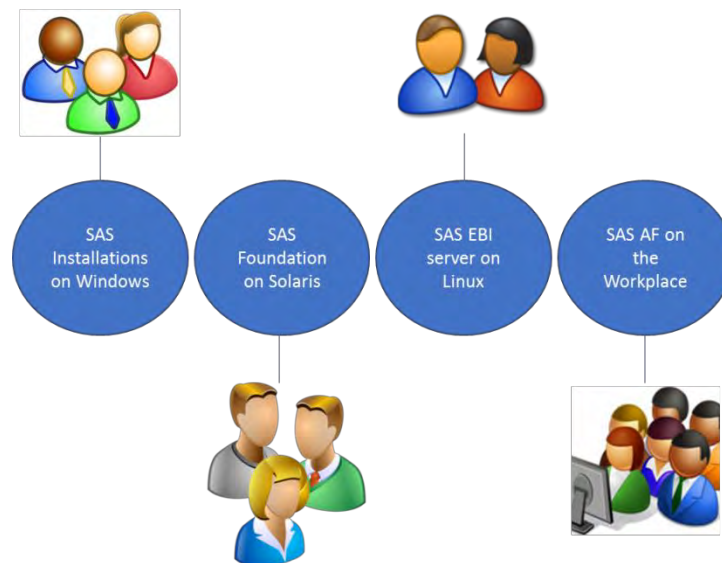 SAS
Installations
on Windows
SAS
Foundation
on Solaris
SAS EBI
server on
Linux
SAS AF on
the
Workplace